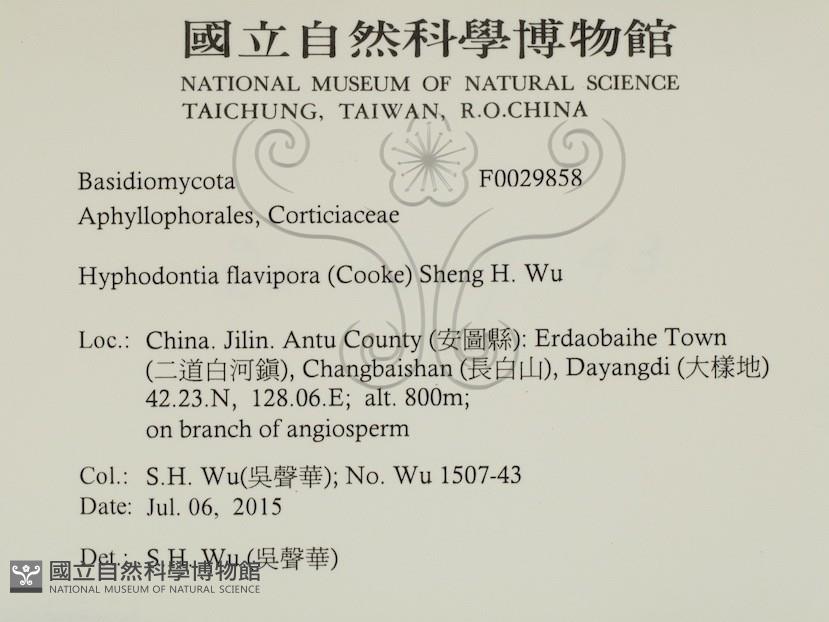 國立自然科學博物館
NATIONAL MUSEUM OF NATURAL SCIENCE
TAICHUNG, TAIWAN, R.O.CHINA
Basidiomycota F0029858
Aphyllophorales, Corticiaceae
Hyphodontia flavipora (Cooke) Sheng H. Wu
Loc.: China. Jilin. Antu County (安圖縣): Erdaobaihe Town
(二道白河鎭), Changbaishan (長白山), Dayangdi (大樣地)
42.23.N, 128.06.E; alt. 800m;
on branch of angiosperm
Col.: S.H. Wu(吳聲華); No. Wu 1507-43
Date: Jul. 06, 2015
Det.: S.H. Wu (吳聲華)
國立自然科學博物館
NATIONAL MUSEUM OF NATURAL SCIENCE